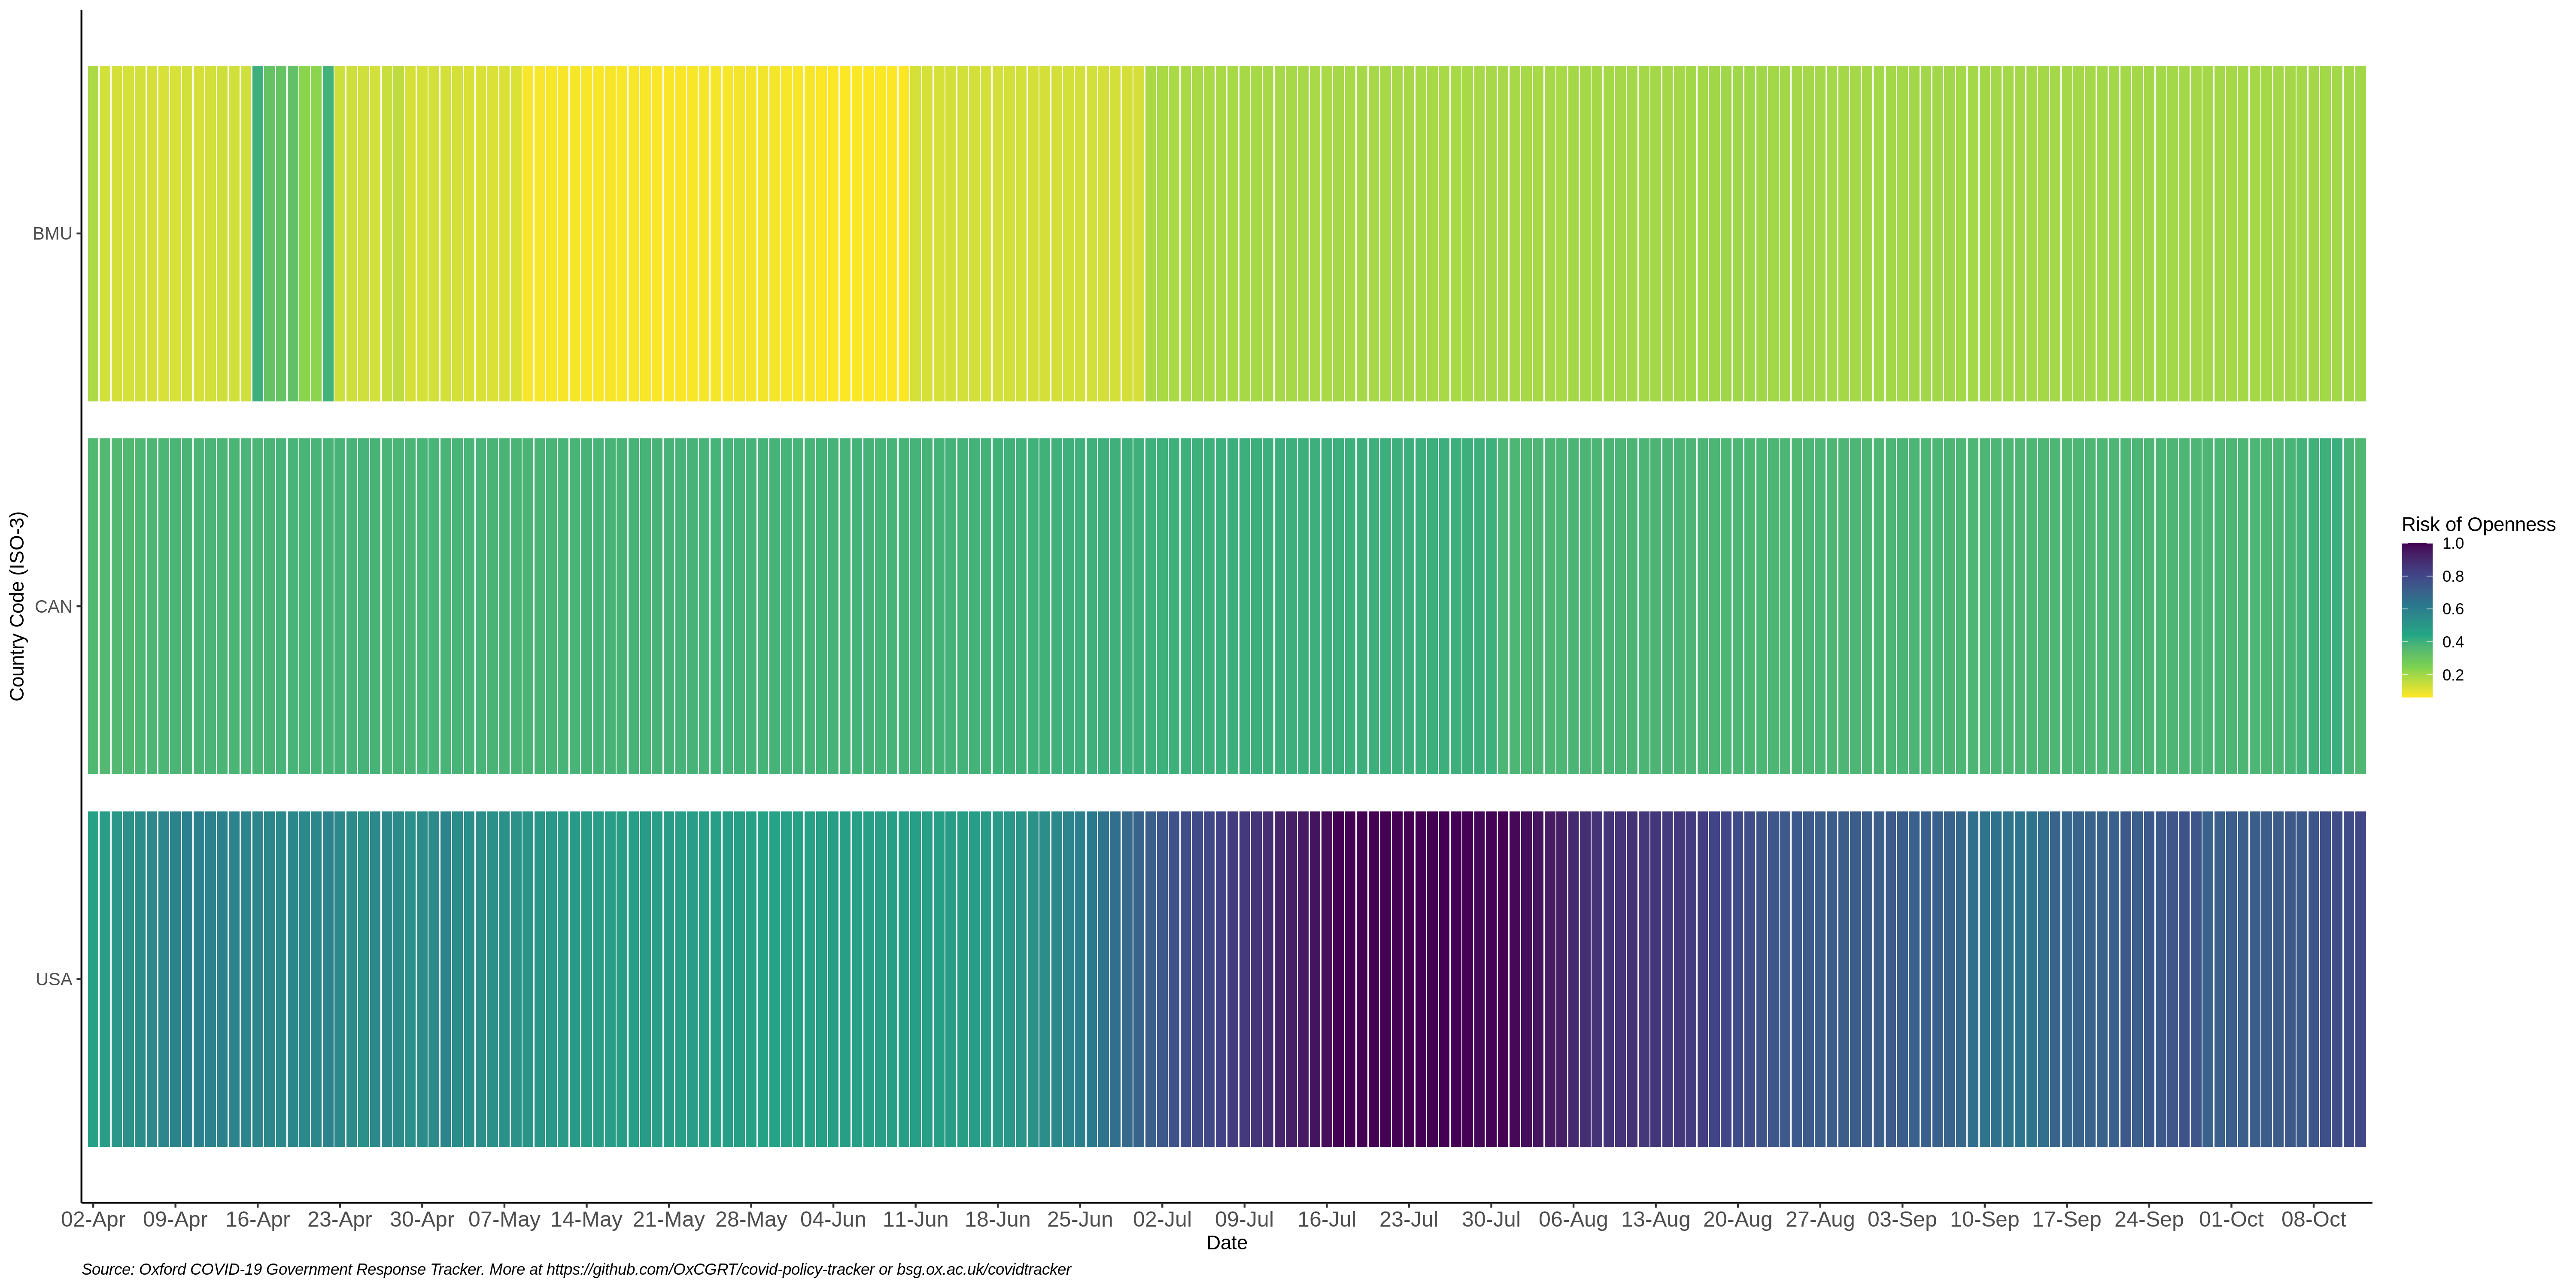 BMU
CAN
USA
Country Code (ISO-3)
Risk of Openness
1.0
0.8
0.6
0.4
0.2
02-Apr 09-Apr 16-Apr 23-Apr 30-Apr 07-May 14-May 21-May 28-May 04-Jun 11-Jun 18-Jun 25-Jun 02-Jul 09-Jul 16-Jul 23-Jul 30-Jul 06-Aug 13-Aug 20-Aug 27-Aug 03-Sep 10-Sep 17-Sep 24-Sep 01-Oct 08-Oct
Date
Source: Oxford COVID-19 Government Response Tracker. More at https://github.com/OxCGRT/covid-policy-tracker or bsg.ox.ac.uk/covidtracker